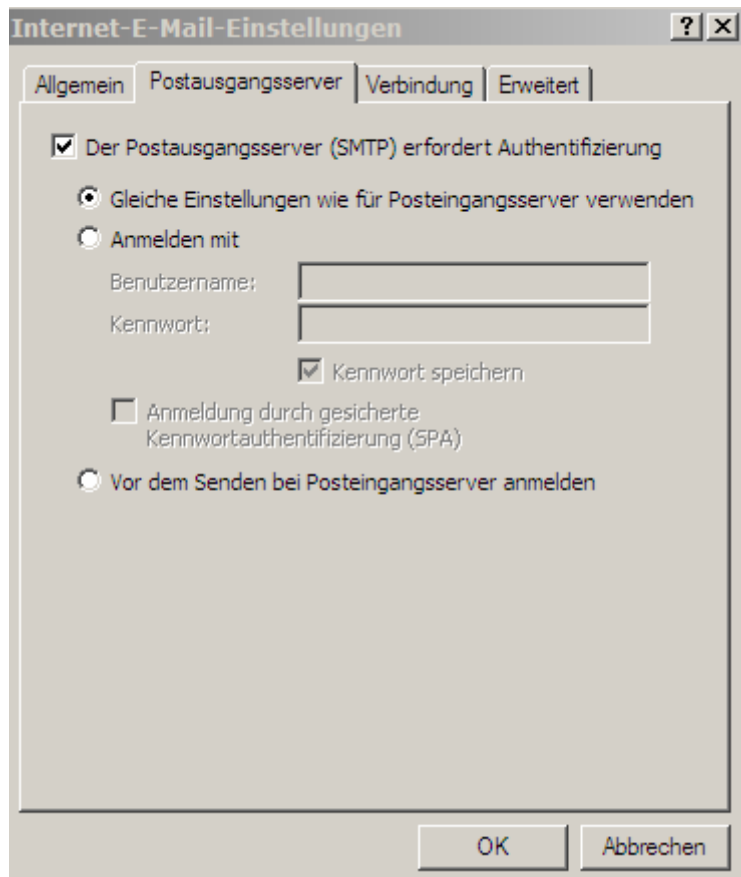 Internet-E-Mail-Einstellungen
Allgemein Postausgangsserver Verbindung Erweitert
Der Postausgangsserver (SMTP) erfordert Authentifizierung
Gleiche Einstellungen wie für Posteingangsserver verwenden
Anmelden mit
Benutzername:
Kennwort:
Kennwort speichern
Anmeldung durch gesicherte
Kennwortauthentifizierung (SPA)
Vor dem Senden bei Posteingangsserver anmelden
OK Abbrechen